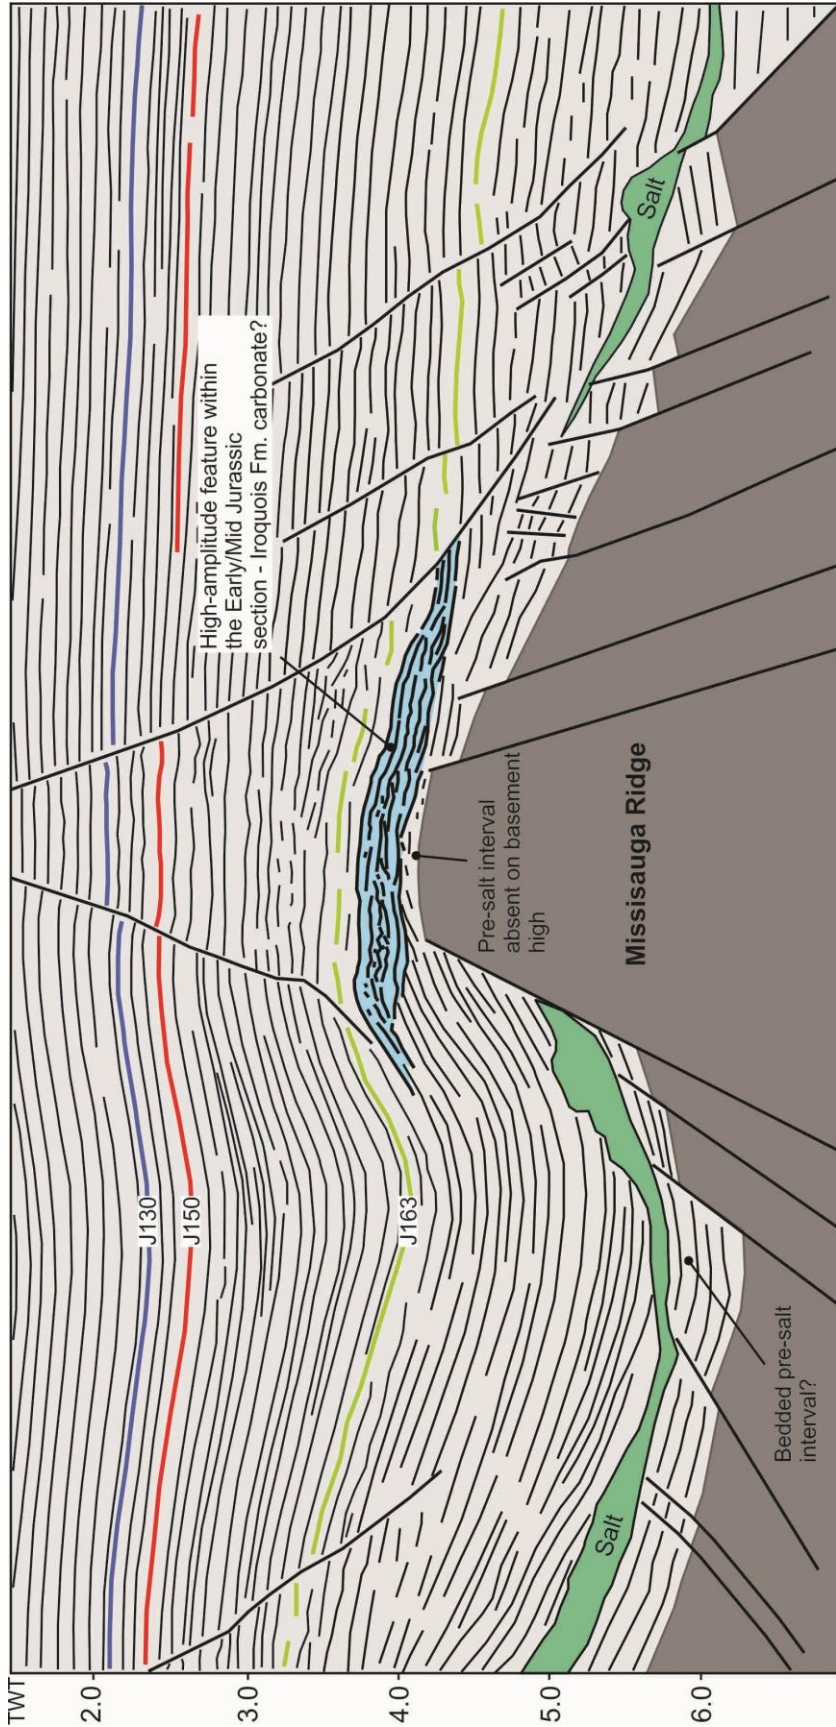 TWT
2.0
3.0
4.0
5.0
6.0
J130
J150
J163
High-amplitude feature within
the Early/Mid Jurassic
section - Iroquois Fm. carbonate?
Salt
Pre-salt interval
absent on basement
high
Missisauga Ridge
Salt
Bedded pre-salt
interval?